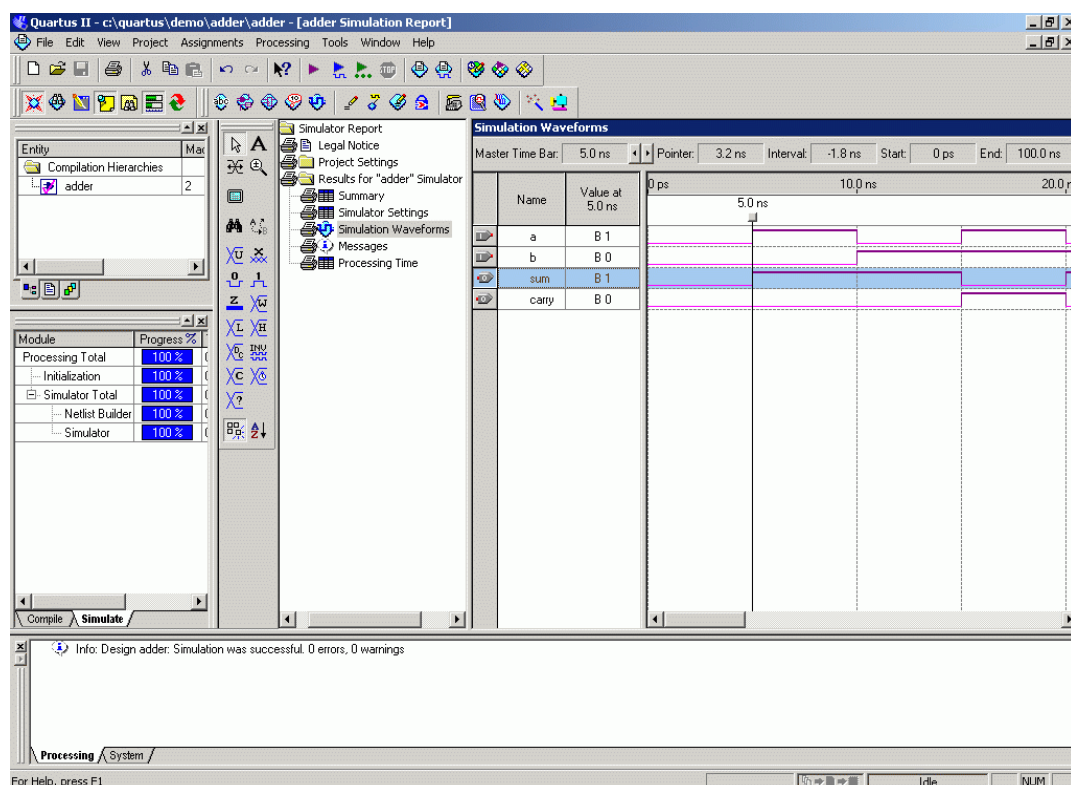 Quartus II - c:\quartus\demo\adder\adder - [adder Simulation Report]
File Edit View Project Assignments Processing Tools Window Help
STOP
abc
Entity
Compilation Hierarchies
adder 2
Module Progress %
Processing Total 100 %
Initialization 100 %
Simulator Total 100 %
Netlist Builder 100 %
Simulator 100 %
Compile Simulate
A
INV
Simulator Report
Legal Notice
Project Settings
Results for "adder" Simulator
Summary
Simulator Settings
Simulation Waveforms
Messages
Processing Time
Simulation Waveforms
Master Time Bar: 5.0 ns Pointer: 3.2 ns Interval: -1.8 ns Start: 0 ps End: 100.0 ns
Name Value at 5.0 ns
0 ps 10.0 ns 20.0
5.0 ns
a B 1
b B 0
sum B 1
carry B 0
Info: Design adder: Simulation was successful. 0 errors, 0 warnings
Processing System
For Help, press F1 Idle NUM